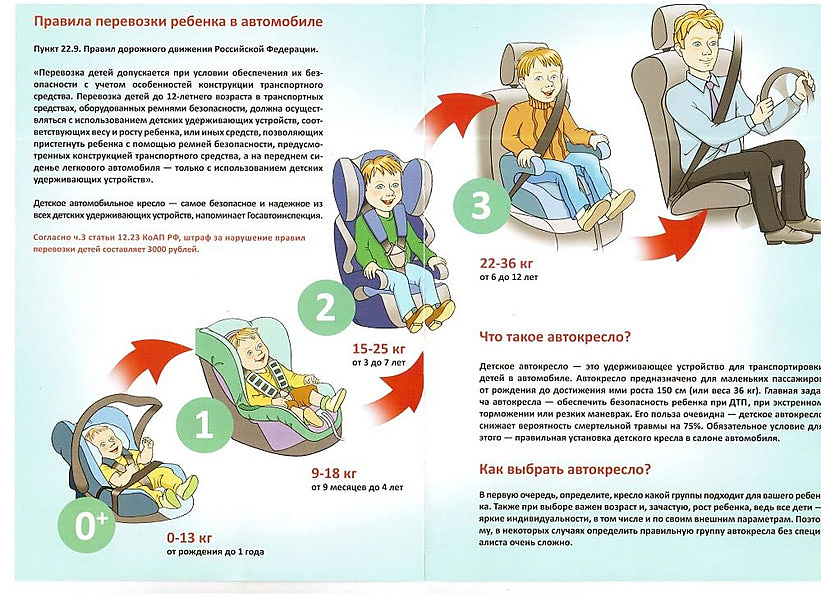 Правила перевозки ребенка в автомобиле
Пункт 22.9. Правил дорожного движения Российской Федерации.
«Перевозка детей допускается при условии обеспечения их без-
опасности с учетом особенностей конструкции транспортного
средства. Перевозка детей до 12-летнего возраста в транспортных
средствах, оборудованных ремнями безопасности, должна осущест-
вляться с использованием детских удерживающих устройств, соот-
ветствующих весу и росту ребенка, или иных средств, позволяющих
пристегнуть ребенка с помощью ремней безопасности, предусмо-
тренных конструкцией транспортного средства, а на переднем си-
денье легкового автомобиля — только с использованием детских
удерживающих устройств».
Детское автомобильное кресло — самое безопасное и надежное из
всех детских удерживающих устройств, напоминает Госавтоинспекция.
Согласно ч.3 статьи 12.23 КоАП РФ, штраф за нарушение правил
перевозки детей составляет 3000 рублей.
0+
0-13 кг
от рождения до 1 года
1
9-18 кг
от 9 месяцев до 4 лет
2
15-25 кг
от 3 до 7 лет
3
22-36 кг
от 6 до 12 лет
Что такое автокресло?
Детское автокресло — это удерживающее устройство для транспортировки
детей в автомобиле. Автокресло предназначено для маленьких пассажиров
от рождения до достижения ими роста 150 см (или веса 36 кг). Главная зада-
ча автокресла — обеспечить безопасность ребенка при ДТП, при экстренном
торможении или резких маневрах. Его польза очевидна — детское автокресло
снижает вероятность смертельной травмы на 75%. Обязательное условие для
этого — правильная установка детского кресла в салоне автомобиля.
Как выбрать автокресло?
В первую очередь, определите, кресло какой группы подходит для вашего ребен
ка. Также при выборе важен возраст и, зачастую, рост ребенка, ведь все дети —
яркие индивидуальности, в том числе и по своим внешним параметрам. Поэто
му, в некоторых случаях определить правильную группу автокресла без специ
алиста очень сложно.